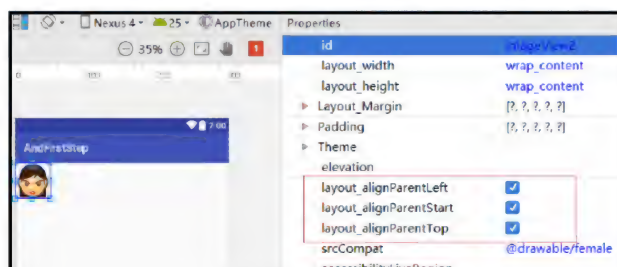 Nexus 4 25 AppTheme Properties
35% 1
id imageView2
layout_width wrap_content
layout_height wrap_content
Layout_Margin [?, ?, ?, ?, ?]
Padding [?, ?, ?, ?, ?]
Theme
7:00
AndFirstStep
elevation
layout_alignParentLeft
layout_alignParentStart
layout_alignParentTop
srcCompat @drawable/female
accessibilityLiveRegion